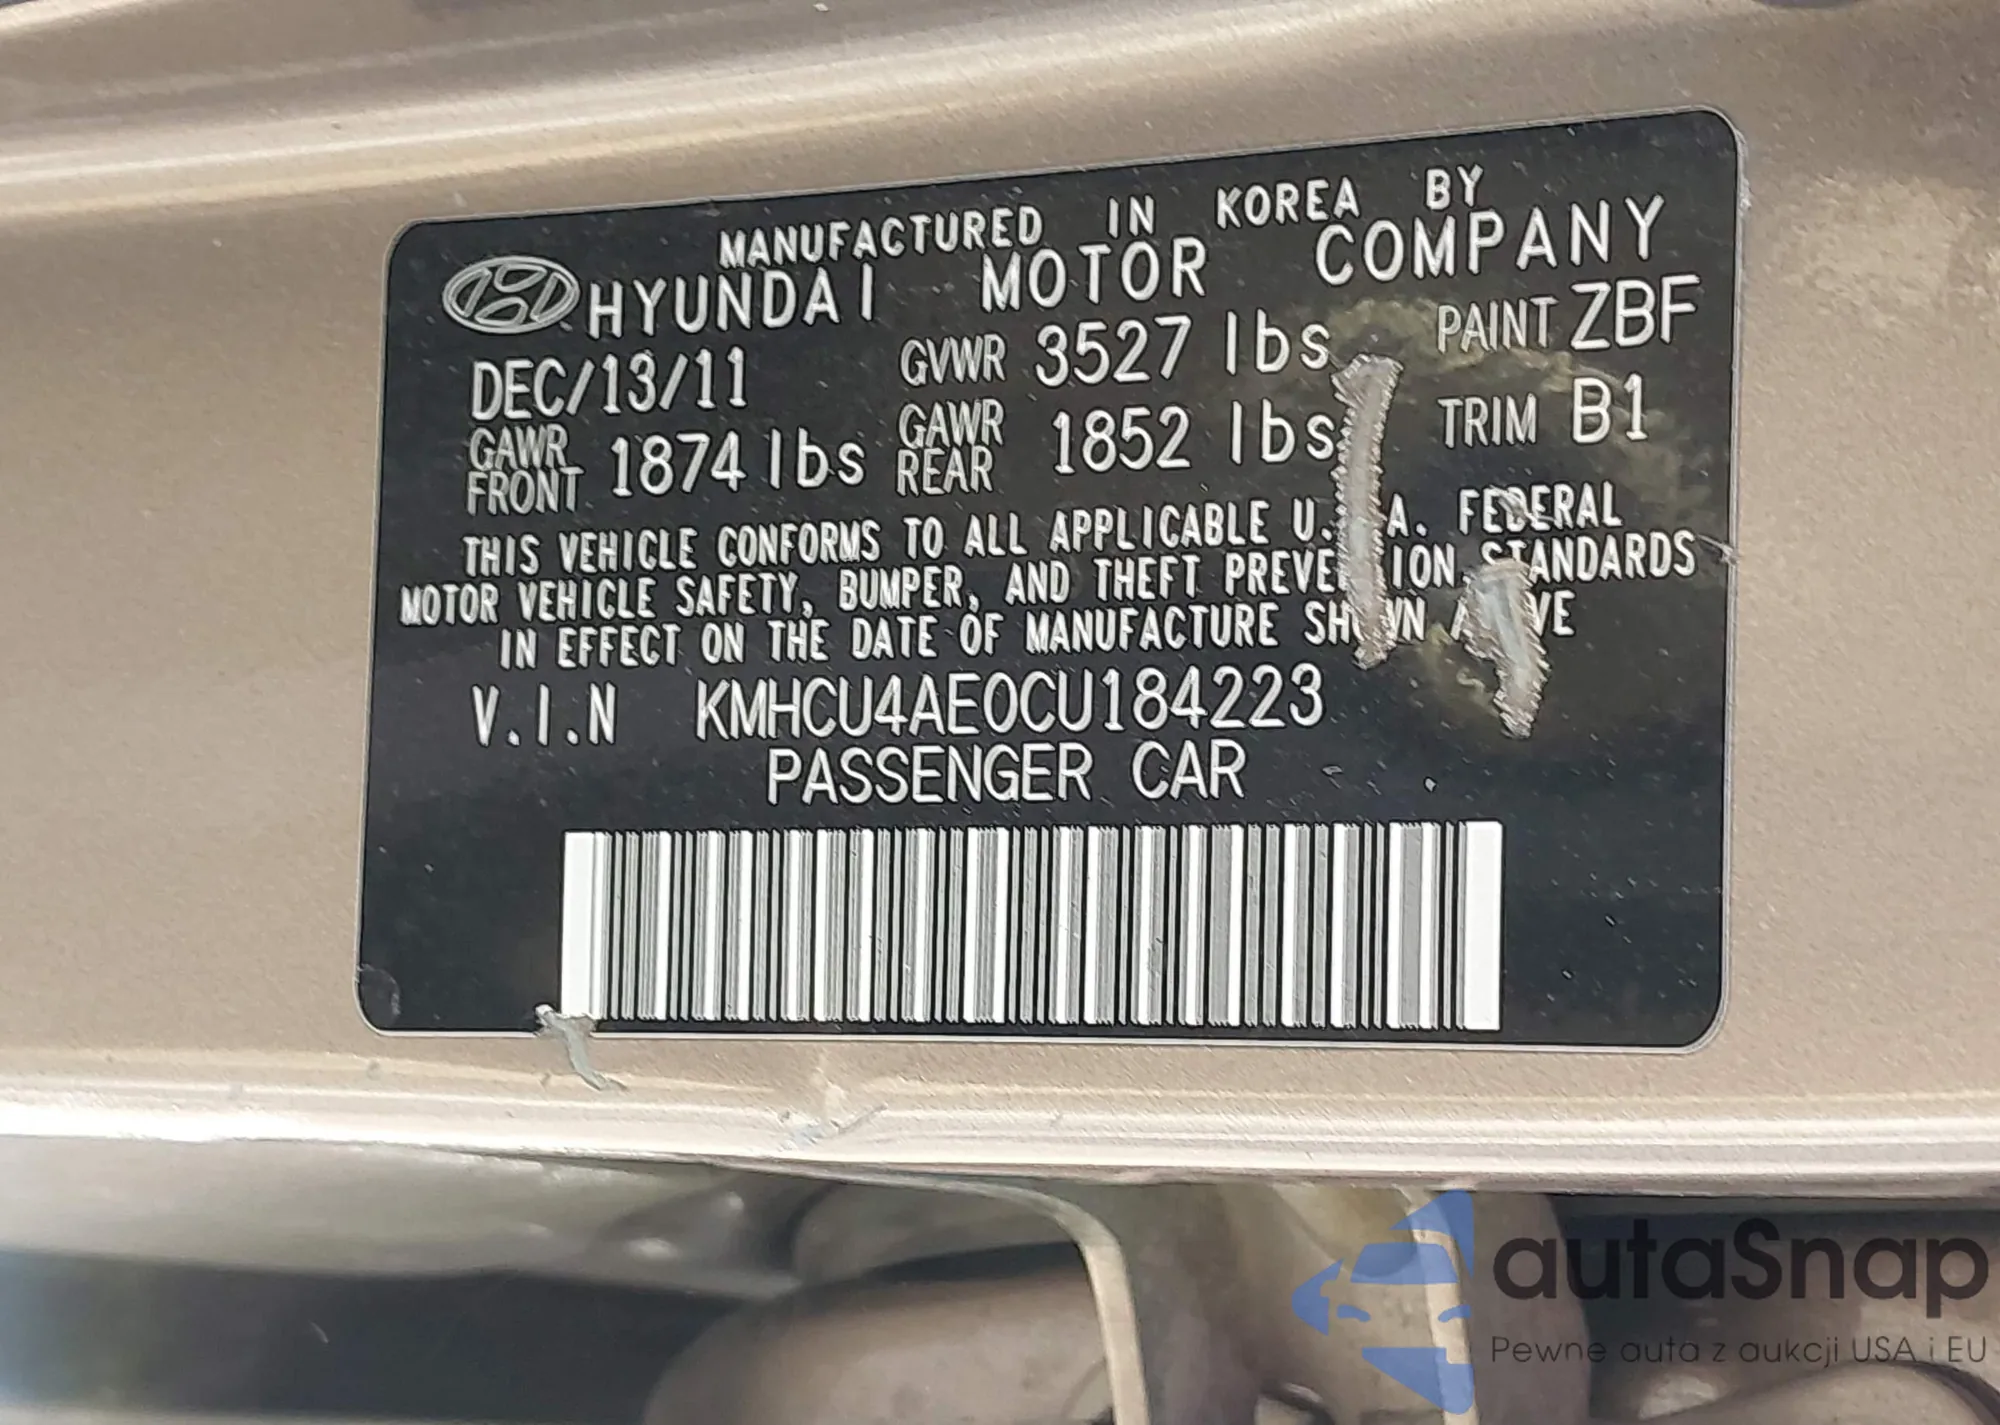 MANUFACTURED IN KOREA BY
HYUNDAI MOTOR COMPANY
DEC/13/11 GVWR 3527 lbs PAINT ZBF
GAWR FRONT 1874 lbs GAWR REAR 1852 lbs TRIM B1
THIS VEHICLE CONFORMS TO ALL APPLICABLE U. A. FEDERAL
MOTOR VEHICLE SAFETY, BUMPER, AND THEFT PREVE ION STANDARDS
IN EFFECT ON THE DATE OF MANUFACTURE SH WN A VE
V.I.N KMHCU4AE0CU184223
PASSENGER CAR
autaSnap
Pewne auta z aukcji USA i EU